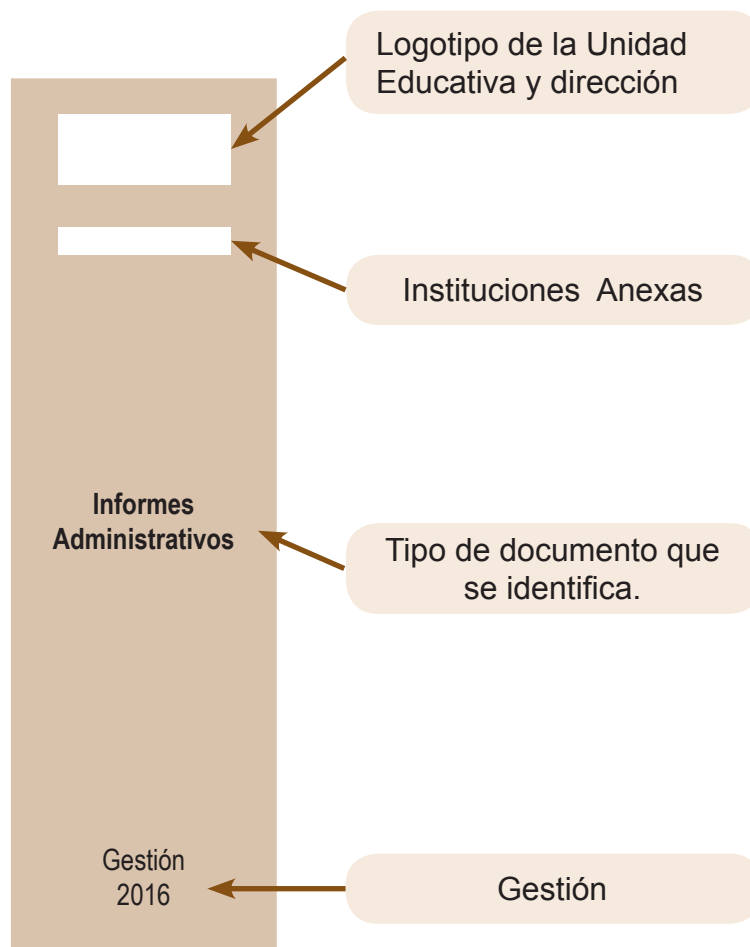 Logotipo de la Unidad
Educativa y dirección
Instituciones  Anexas
Informes
Administrativos
Tipo de documento que
se identifica.
Gestión
2016
Gestión